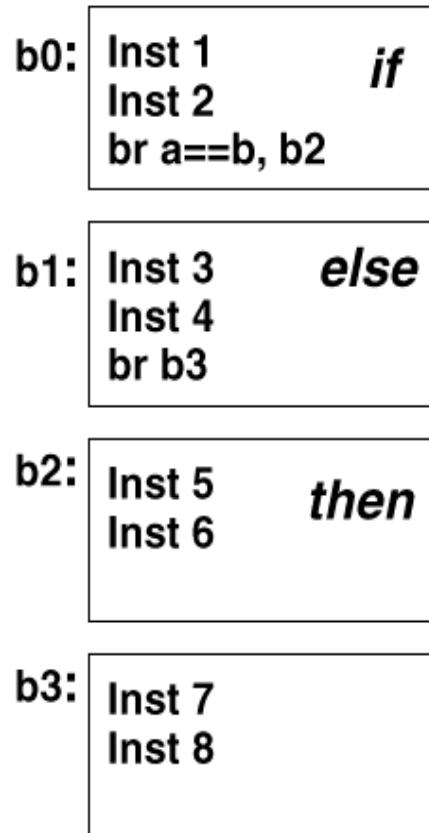 b0: Inst 1 if
Inst 2
br a==b, b2
b1: Inst 3 else
Inst 4
br b3
b2: Inst 5 then
Inst 6
b3: Inst 7
Inst 8